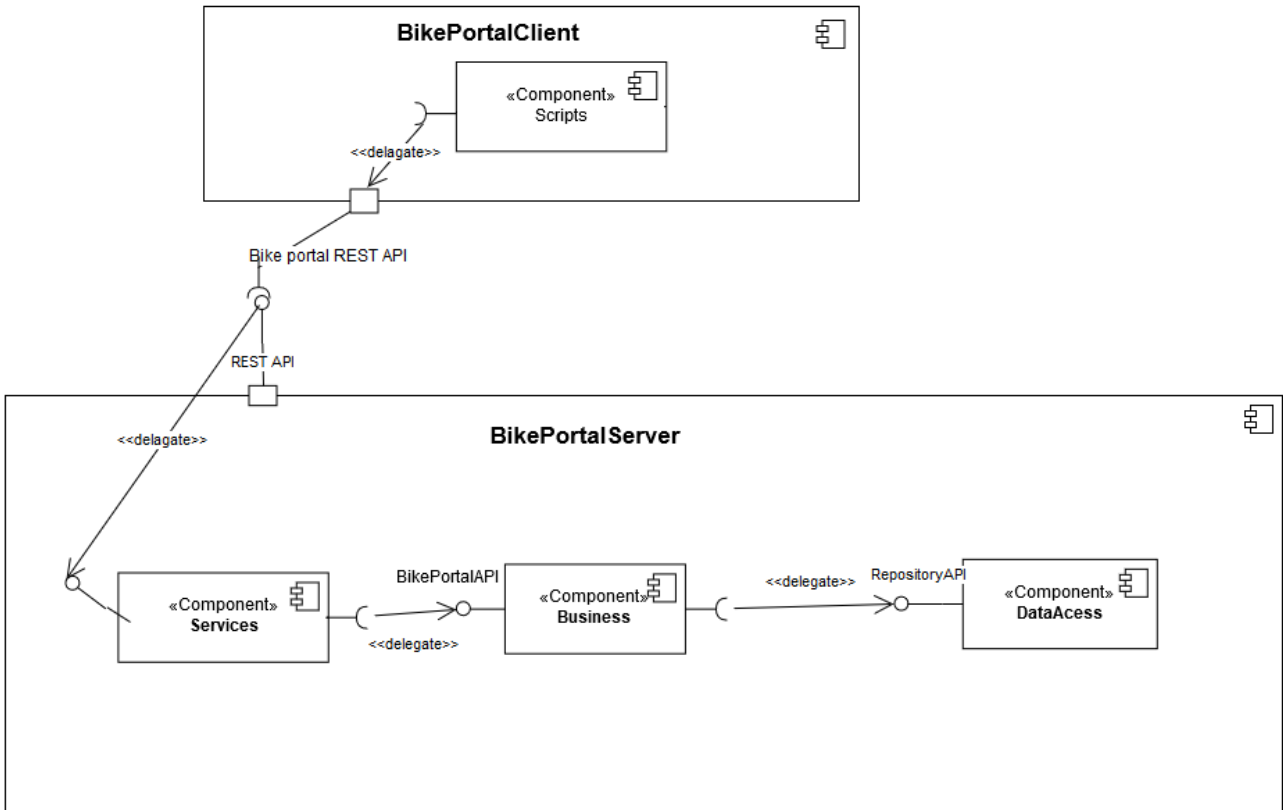 BikePortalClient
«Component»
Scripts
<<delagate>>
Bike portal REST API
REST API
<<delagate>>
BikePortalServer
«Component»
Services
<<delegate>>
BikePortalAPI
«Component»
Business
<<delegate>>
RepositoryAPI
«Component»
DataAcess